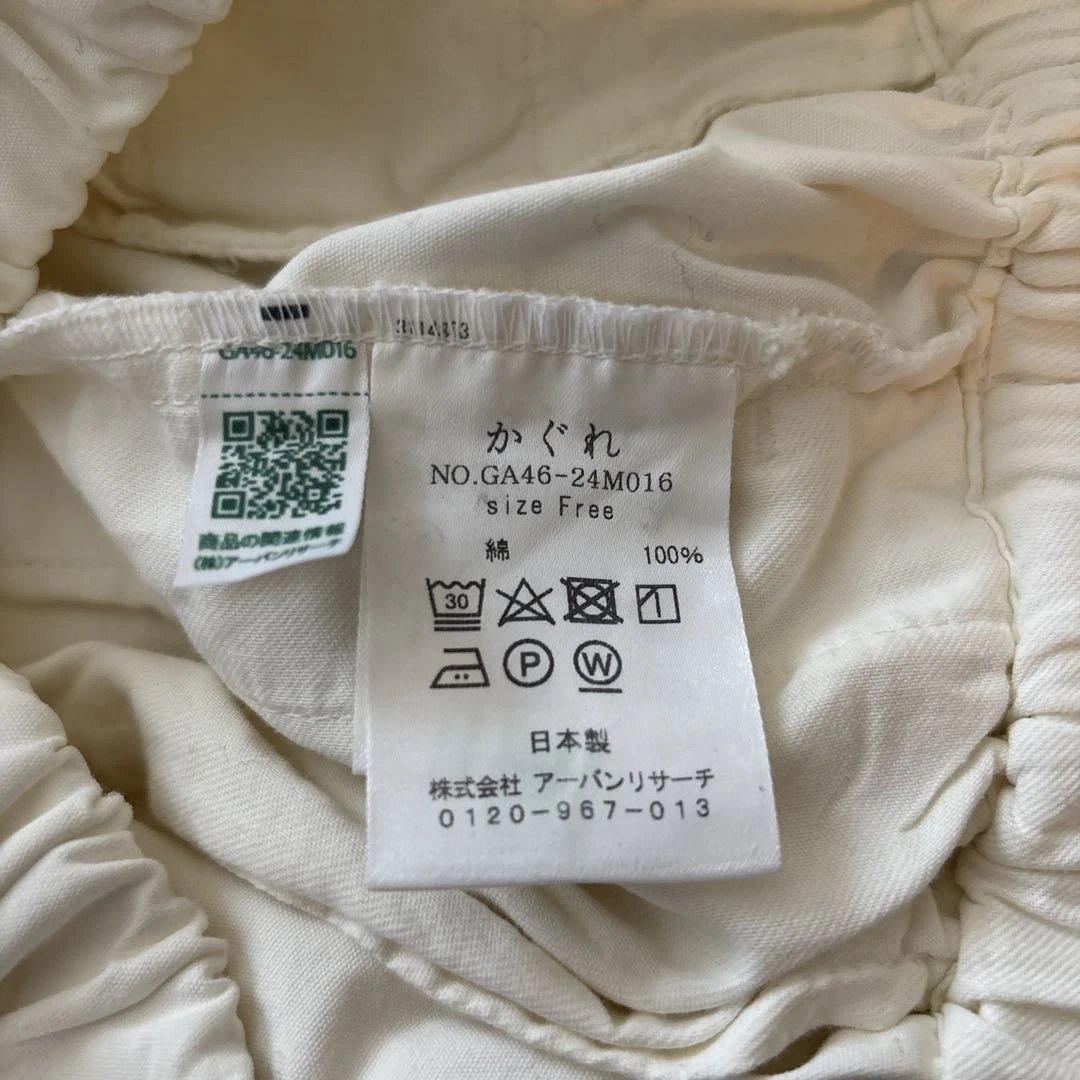 GA46-24M016
商品の関連情報
(株)アーバンリサーチ
かぐれ
NO.GA46-24M016
size Free
綿 100%
30
P W
日本製
株式会社 アーバンリサーチ
0120-967-013